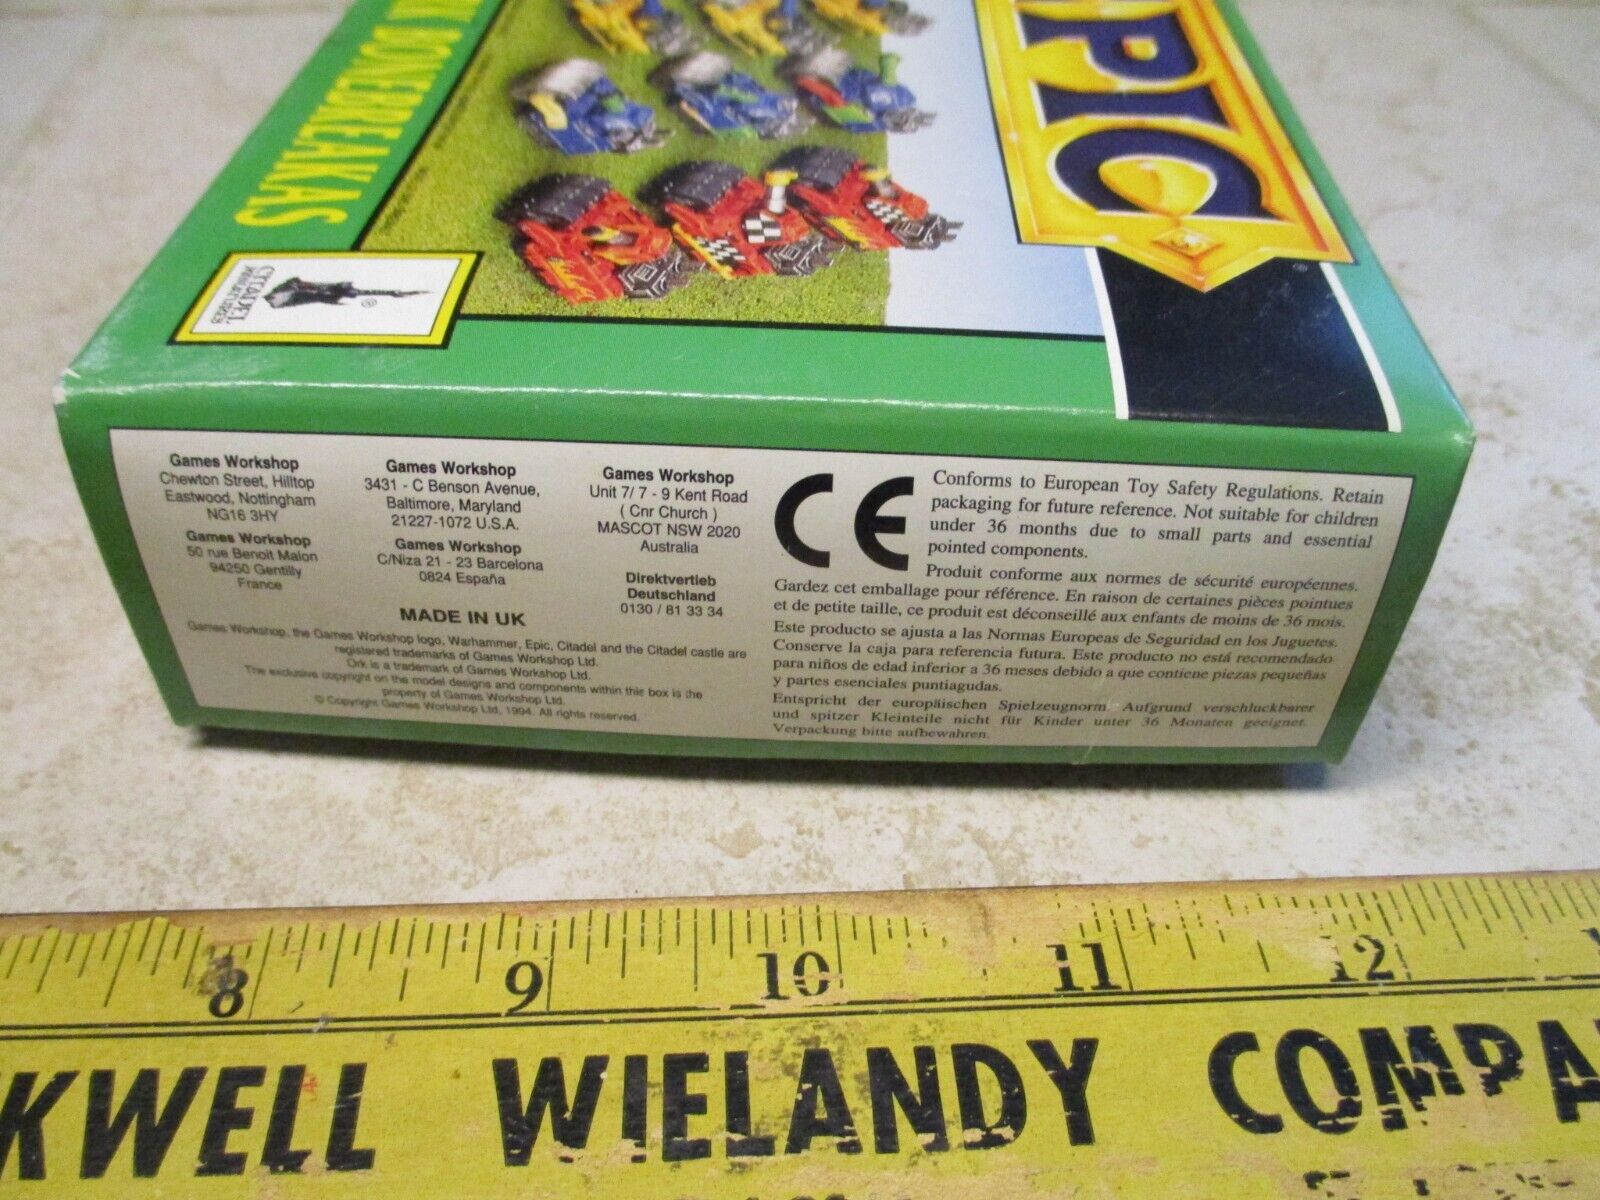 BONEBREAKAS
PIC
®
CITADEL
MINIATURES
®
Games Workshop
Chewton Street, Hilltop
Eastwood, Nottingham
NG16 3HY
Games Workshop
50 rue Benoit Malon
94250 Gentilly
France
Games Workshop
3431 - C Benson Avenue,
Baltimore, Maryland
21227-1072 U.S.A.
Games Workshop
C/Niza 21 - 23 Barcelona
0824 España
Games Workshop
Unit 7/ 7 - 9 Kent Road
( Cnr Church )
MASCOT NSW 2020
Australia
Direktvertieb
Deutschland
0130 / 81 33 34
MADE IN UK
Games Workshop, the Games Workshop logo, Warhammer, Epic, Citadel and the Citadel castle are
registered trademarks of Games Workshop Ltd.
Ork is a trademark of Games Workshop Ltd.
The exclusive copyright on the model designs and components within this box is the
property of Games Workshop Ltd.
© Copyright Games Workshop Ltd, 1994. All rights reserved.
CE
Conforms to European Toy Safety Regulations. Retain
packaging for future reference. Not suitable for children
under 36 months due to small parts and essential
pointed components.
Produit conforme aux normes de sécurité européennes.
Gardez cet emballage pour référence. En raison de certaines pièces pointues
et de petite taille, ce produit est déconseillé aux enfants de moins de 36 mois.
Este producto se ajusta a las Normas Europeas de Seguridad en los Juguetes.
Conserve la caja para referencia futura. Este producto no está recomendado
para niños de edad inferior a 36 meses debido a que contiene piezas pequeñas
y partes esenciales puntiagudas.
Entspricht der europäischen Spielzeugnorm. Aufgrund verschluckbarer
und spitzer Kleinteile nicht für Kinder unter 36 Monaten geeignet.
Verpackung bitte aufbewahren.
8 9 10 11 12
KWELL WIELANDY COMPA